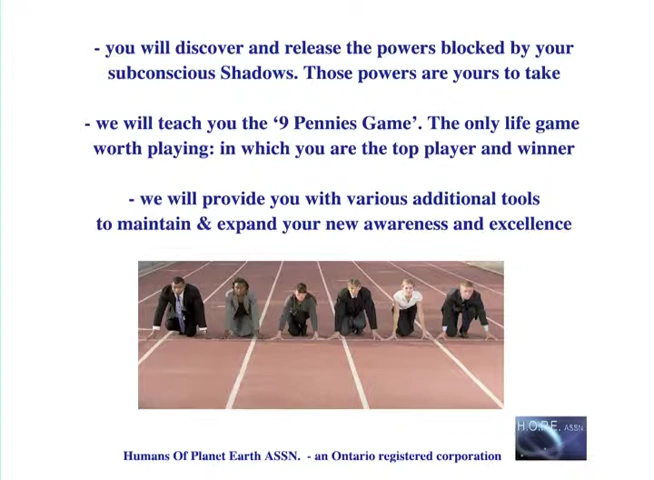 - you will discover and release the powers blocked by your
subconscious Shadows. Those powers are yours to take
- we will teach you the ‘9 Pennies Game’. The only life game
worth playing: in which you are the top player and winner
- we will provide you with various additional tools
to maintain & expand your new awareness and excellence
H.O.P.E. ASSN
Humans Of Planet Earth ASSN. - an Ontario registered corporation